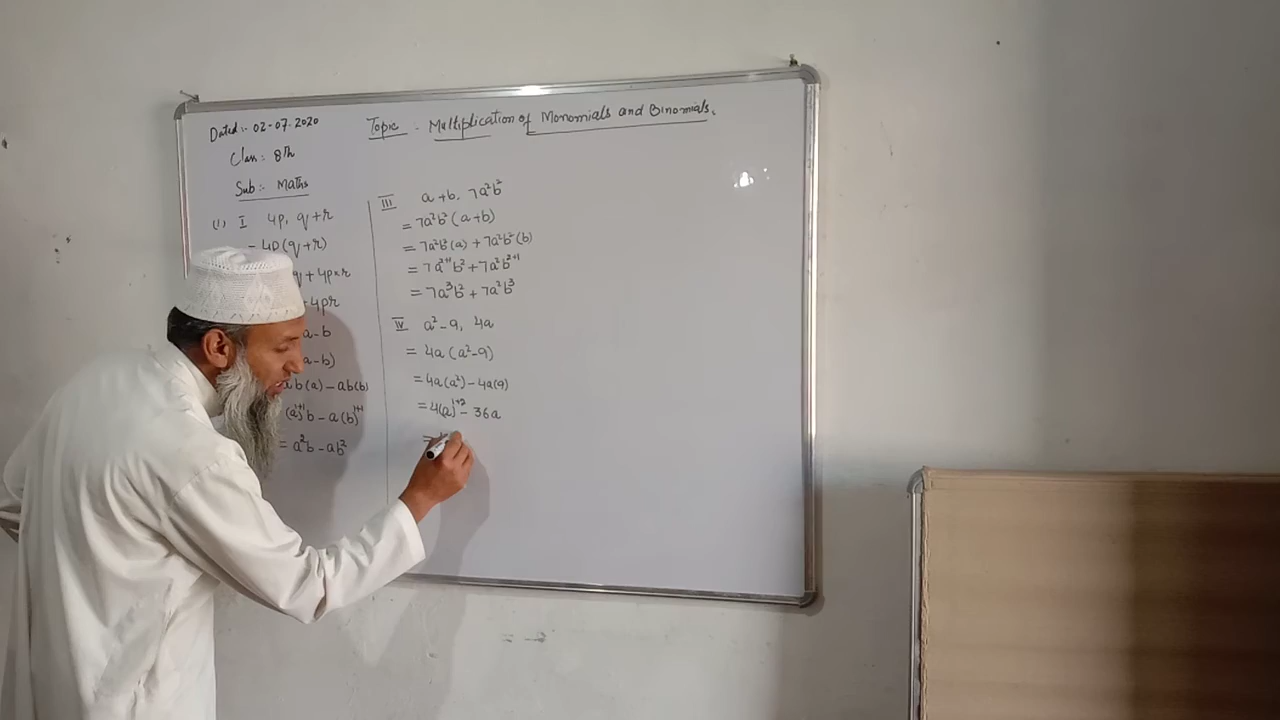 Dated:- 02-07-2020
Topic - Multiplication of Monomials and Binomials.
Class : 8th
Sub:- Maths
(1) I 4p, q+r
= 4p(q+r)
q + 4p×r
+ 4pr
a-b
a-b)
ab(a) - ab(b)
(a)¹⁺¹b - a(b)¹⁺¹
= a²b - ab²
III a+b, 7a²b²
= 7a²b²(a+b)
= 7a²b²(a) + 7a²b²(b)
= 7a²⁺¹b² + 7a²b²⁺¹
= 7a³b² + 7a²b³
IV a²-9, 4a
= 4a(a²-9)
= 4a(a²) - 4a(9)
= 4(a)¹⁺² - 36a
=